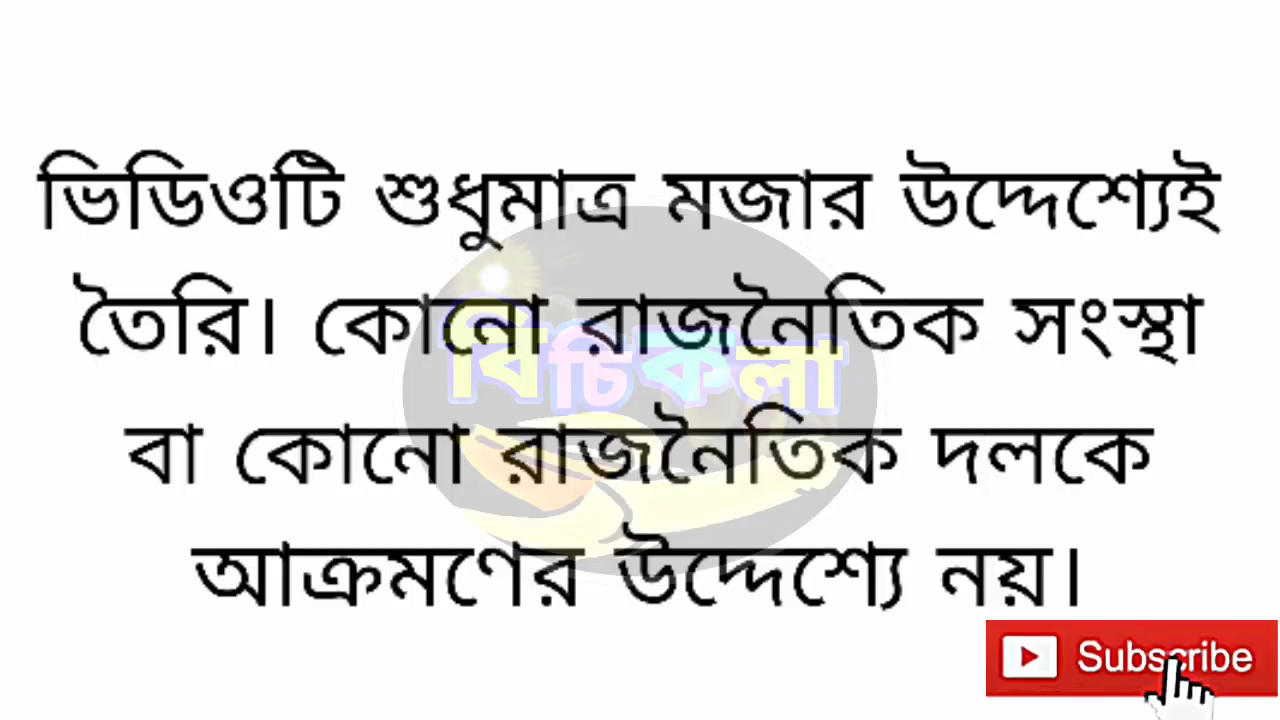 ভিডিওটি শুধুমাত্র মজার উদ্দেশ্যেই
তৈরি। কোনো রাজনৈতিক সংস্থা
বিচিকলা
বা কোনো রাজনৈতিক দলকে
আক্রমণের উদ্দেশ্যে নয়।
Subscribe